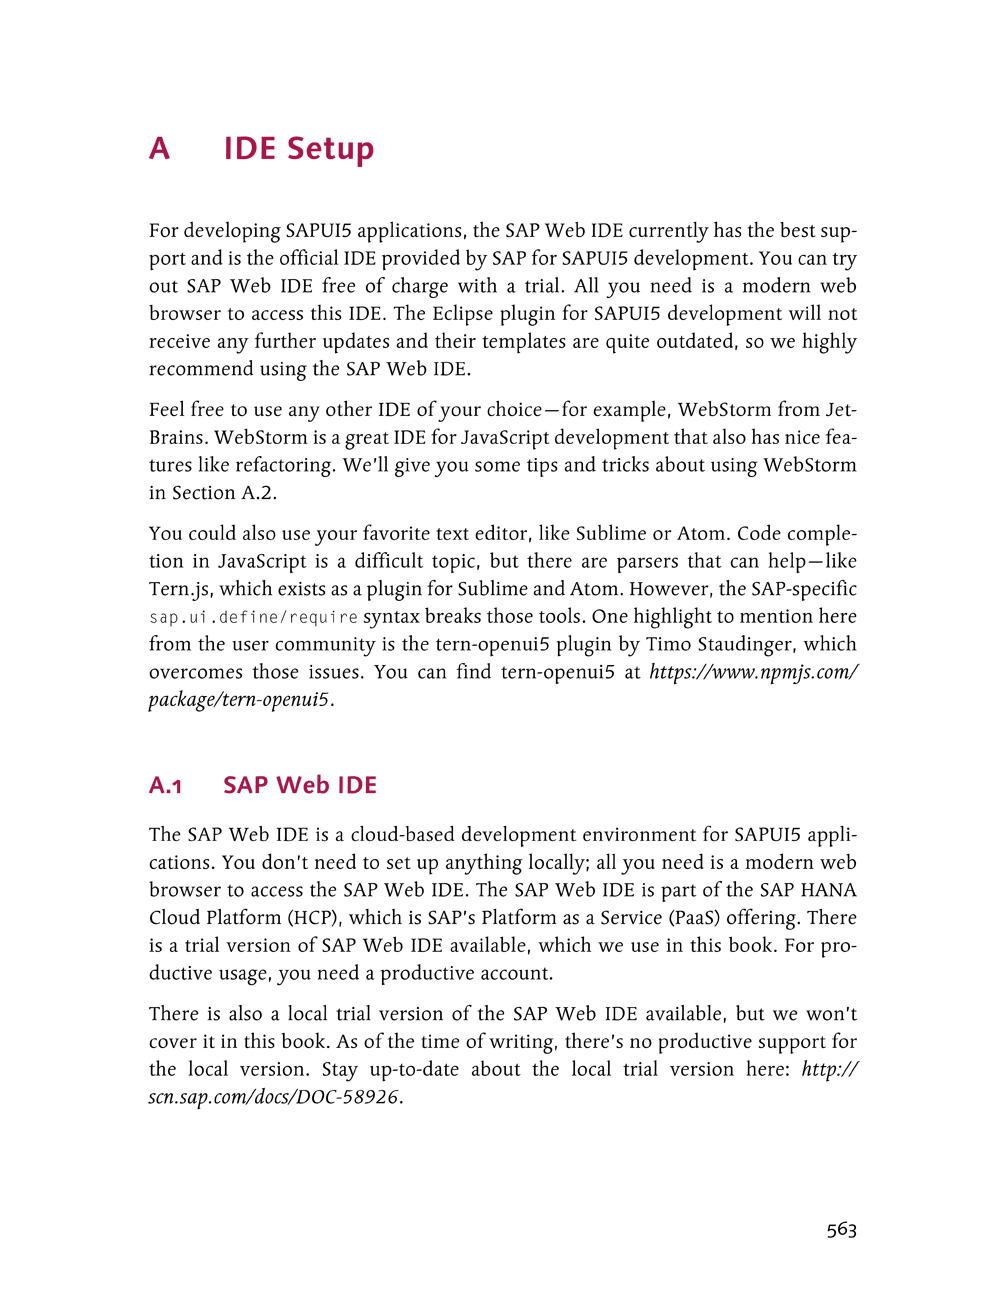 A IDE Setup
For developing SAPUI5 applications, the SAP Web IDE currently has the best sup-
port and is the official IDE provided by SAP for SAPUI5 development. You can try
out SAP Web IDE free of charge with a trial. All you need is a modern web
browser to access this IDE. The Eclipse plugin for SAPUI5 development will not
receive any further updates and their templates are quite outdated, so we highly
recommend using the SAP Web IDE.
Feel free to use any other IDE of your choice—for example, WebStorm from Jet-
Brains. WebStorm is a great IDE for JavaScript development that also has nice fea-
tures like refactoring. We’ll give you some tips and tricks about using WebStorm
in Section A.2.
You could also use your favorite text editor, like Sublime or Atom. Code comple-
tion in JavaScript is a difficult topic, but there are parsers that can help—like
Tern.js, which exists as a plugin for Sublime and Atom. However, the SAP-specific
sap.ui.define/require syntax breaks those tools. One highlight to mention here
from the user community is the tern-openui5 plugin by Timo Staudinger, which
overcomes those issues. You can find tern-openui5 at https://www.npmjs.com/
package/tern-openui5.
A.1 SAP Web IDE
The SAP Web IDE is a cloud-based development environment for SAPUI5 appli-
cations. You don’t need to set up anything locally; all you need is a modern web
browser to access the SAP Web IDE. The SAP Web IDE is part of the SAP HANA
Cloud Platform (HCP), which is SAP’s Platform as a Service (PaaS) offering. There
is a trial version of SAP Web IDE available, which we use in this book. For pro-
ductive usage, you need a productive account.
There is also a local trial version of the SAP Web IDE available, but we won’t
cover it in this book. As of the time of writing, there’s no productive support for
the local version. Stay up-to-date about the local trial version here: http://
scn.sap.com/docs/DOC-58926.
563